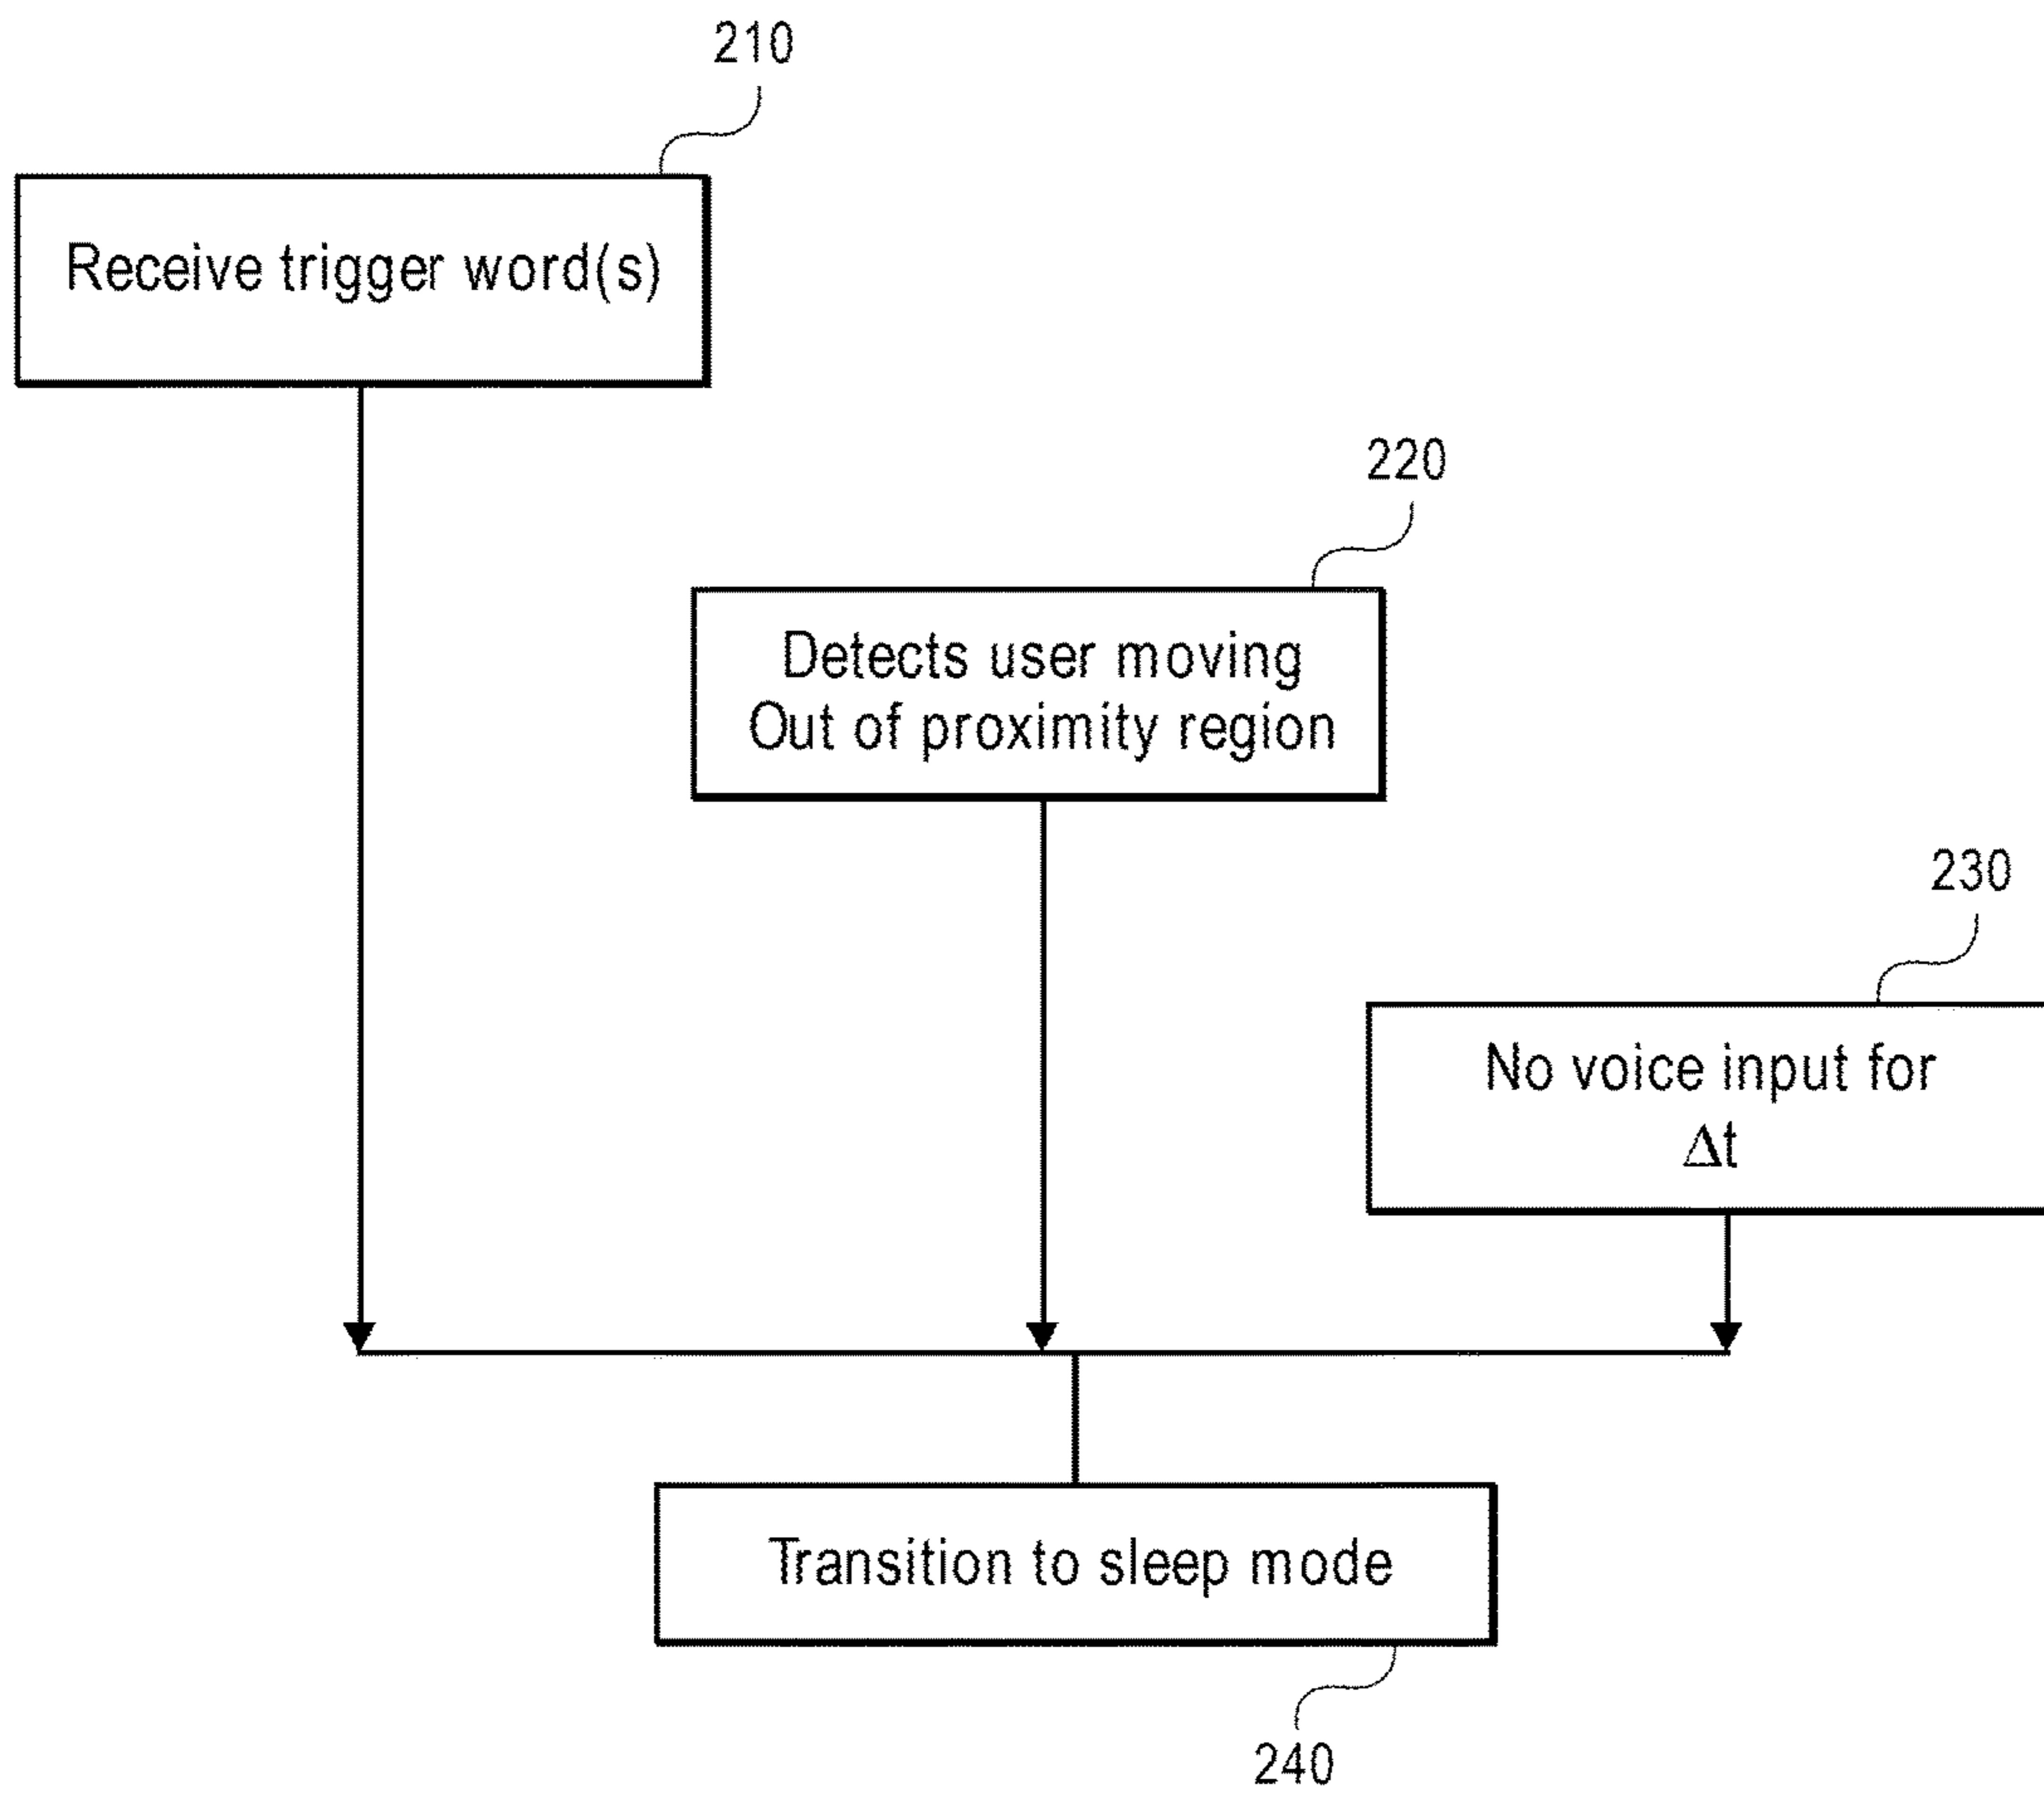 210
Receive trigger word(s)
220
Detects user moving
Out of proximity region
230
No voice input for
Δt
Transition to sleep mode
240